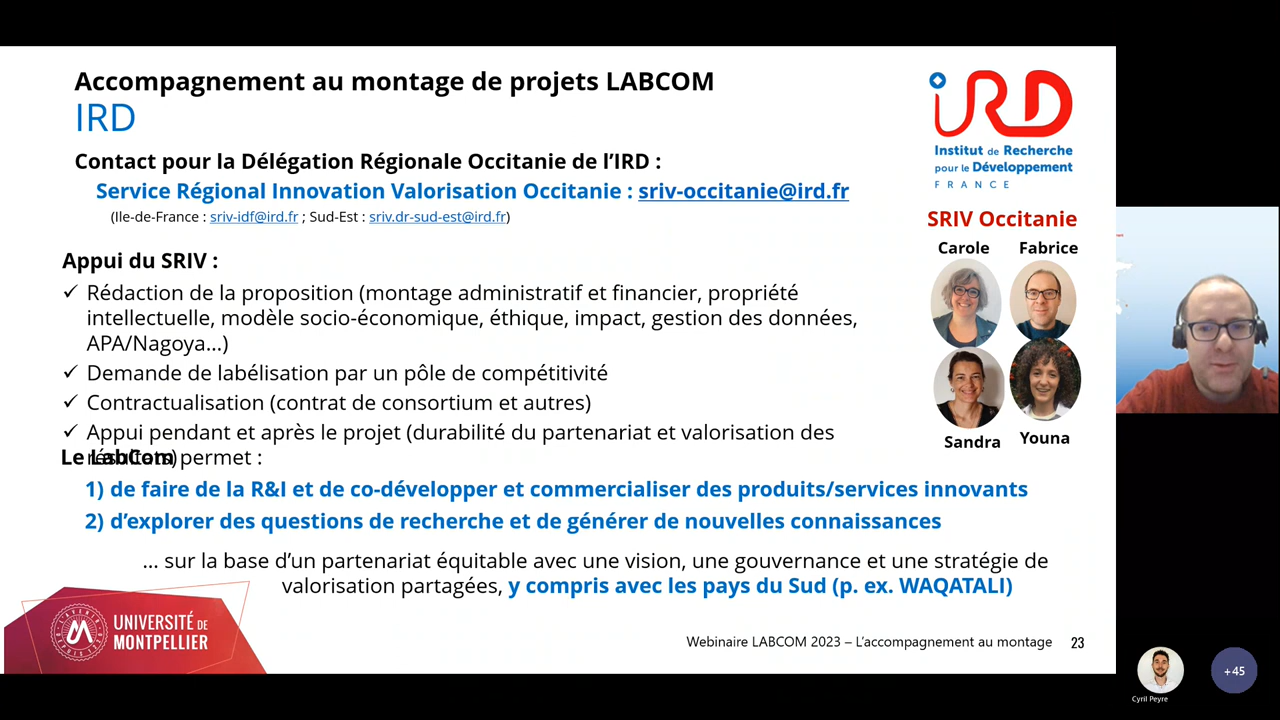 Accompagnement au montage de projets LABCOM
IRD
Contact pour la Délégation Régionale Occitanie de l'IRD :
Service Régional Innovation Valorisation Occitanie : sriv-occitanie@ird.fr
(Ile-de-France : sriv-idf@ird.fr ; Sud-Est : sriv.dr-sud-est@ird.fr)
Appui du SRIV :
✓ Rédaction de la proposition (montage administratif et financier, propriété
intellectuelle, modèle socio-économique, éthique, impact, gestion des données,
APA/Nagoya…)
✓ Demande de labélisation par un pôle de compétitivité
✓ Contractualisation (contrat de consortium et autres)
✓ Appui pendant et après le projet (durabilité du partenariat et valorisation des
résultats)
Le LabCom permet :
1) de faire de la R&I et de co-développer et commercialiser des produits/services innovants
2) d'explorer des questions de recherche et de générer de nouvelles connaissances
… sur la base d'un partenariat équitable avec une vision, une gouvernance et une stratégie de
valorisation partagées, y compris avec les pays du Sud (p. ex. WAQATALI)
iRD
Institut de Recherche
pour le Développement
FRANCE
SRIV Occitanie
Carole Fabrice
Sandra Youna
UNIVERSITÉ DE
MONTPELLIER
Webinaire LABCOM 2023 – L'accompagnement au montage 23
Cyril Peyre
+45